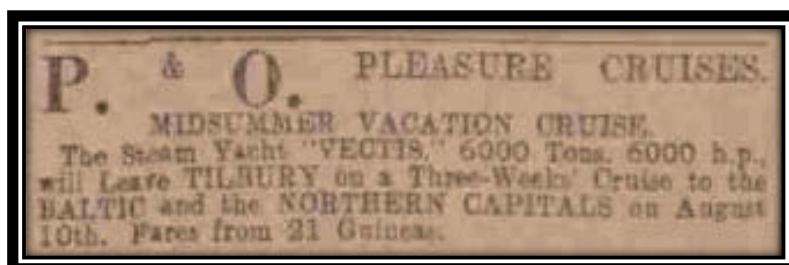 P. & O. PLEASURE CRUISES.
MIDSUMMER VACATION CRUISE.
The Steam Yacht "VECTIS," 6000 Tons, 6000 h.p.,
will Leave TILBURY on a Three-Weeks' Cruise to the
BALTIC and the NORTHERN CAPITALS on August
10th. Fares from 21 Guineas.